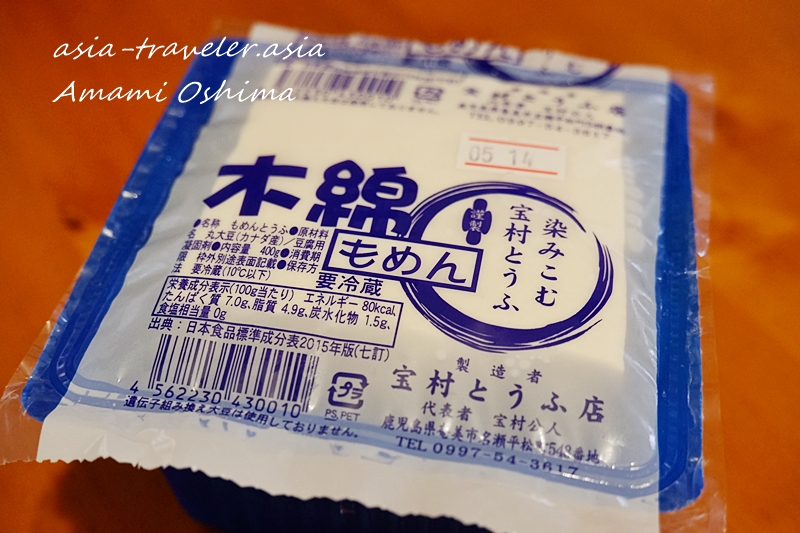 asia-traveler.asia
Amami Oshima
TEL 0997-54-3617
05 14
木綿
もめん
要冷蔵
謹製
染みこむ
宝村とうふ
●名称 もめんとうふ●原材料
名 丸大豆(カナダ産)／豆腐用
凝固剤●内容量 400g●消費期
限 枠外別途表面記載●保存方
法 要冷蔵(10℃以下)
栄養成分表示(100g当たり) エネルギー 80kcal、
たんぱく質 7.0g、脂質 4.9g、炭水化物 1.5g、
食塩相当量 0g
出典：日本食品標準成分表2015年版(七訂)
4 562230 430010
遺伝子組み換え大豆は使用しておりません。
プラ
PS,PET
製造者
宝村とうふ店
代表者 宝村公人
鹿児島県奄美市名瀬平松町548番地
TEL 0997-54-3617